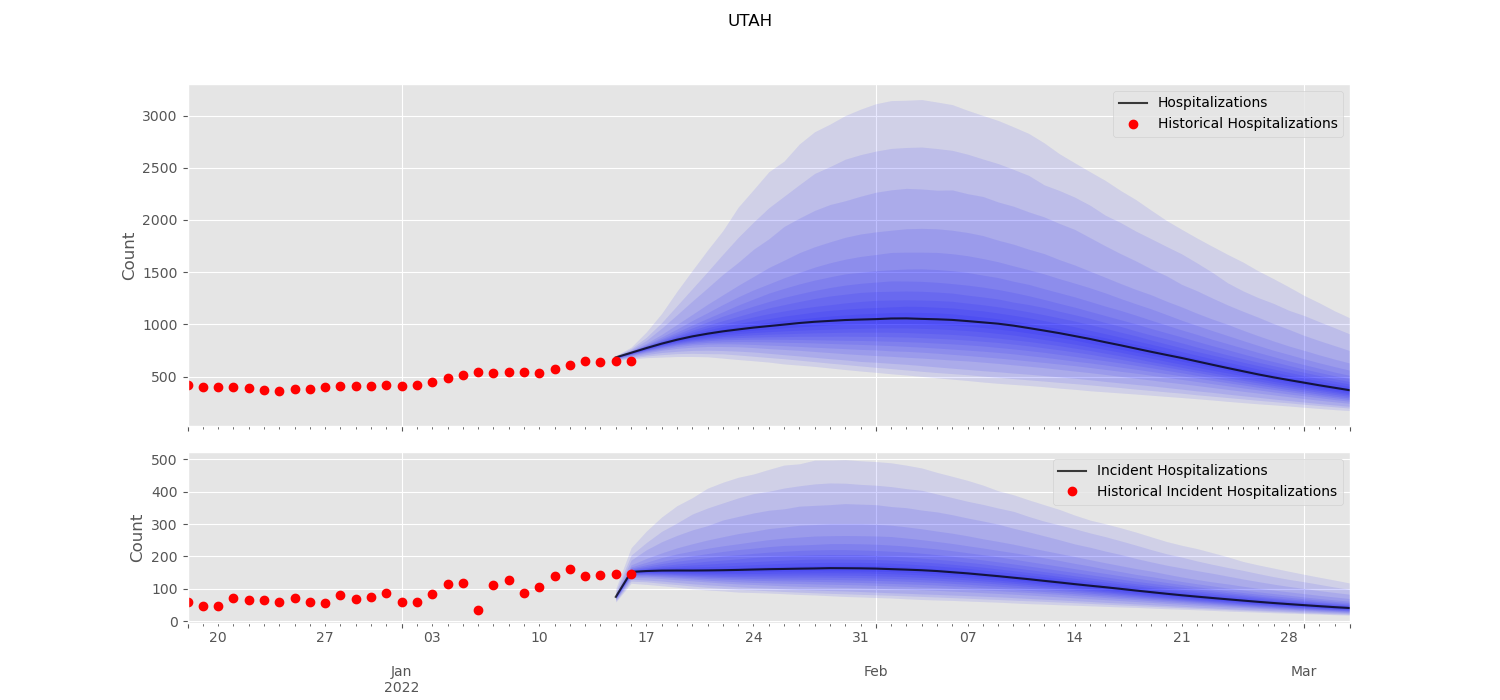 UTAH
3000
2500
2000
1500
1000
500
Count
Hospitalizations
Historical Hospitalizations
500
400
300
200
100
0
Count
Incident Hospitalizations
Historical Incident Hospitalizations
20 27 03 10 17 24 31 07 14 21 28
Jan Feb Mar
2022